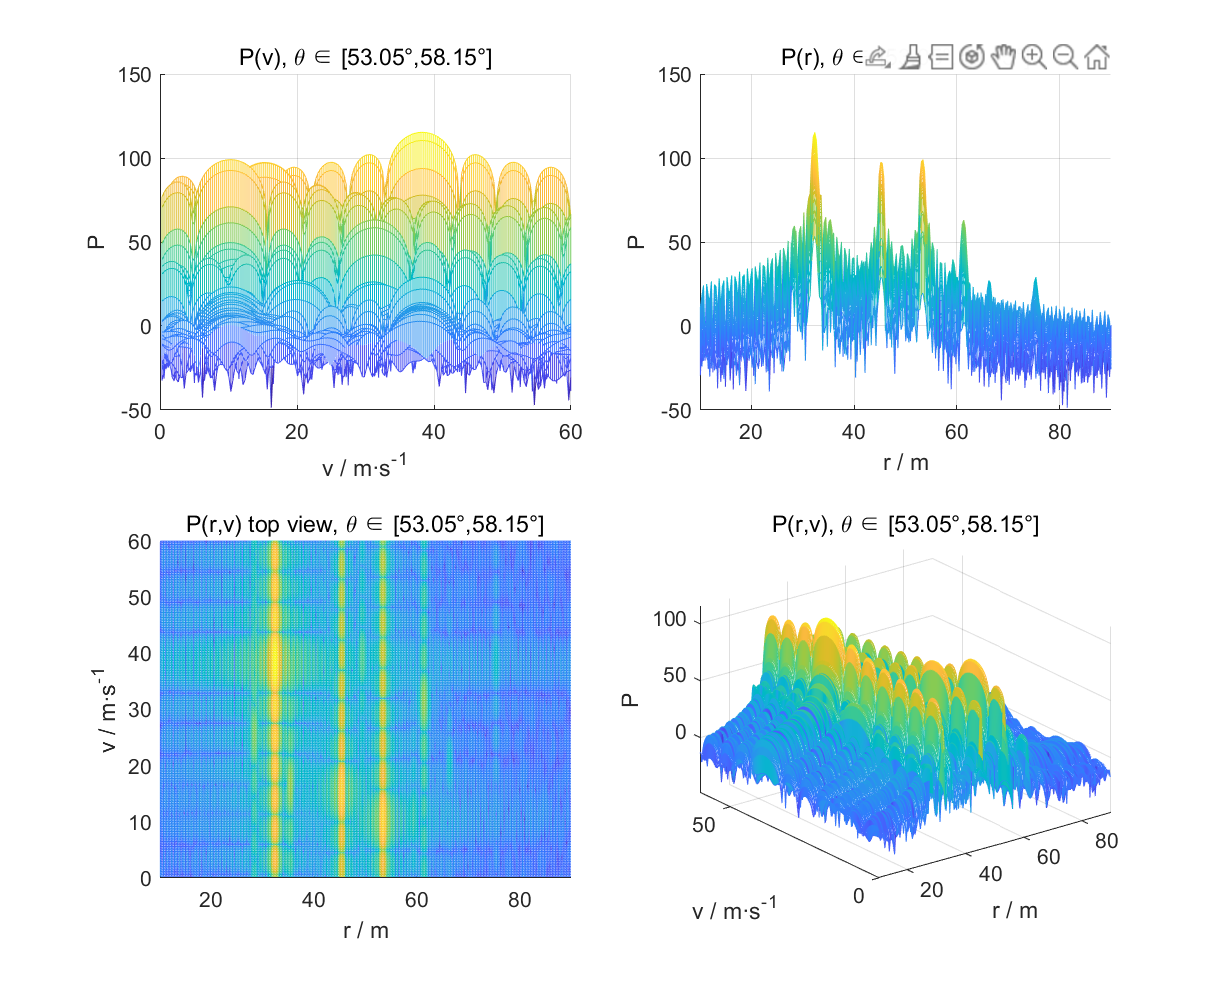 P(v), θ ∈ [53.05°,58.15°]
150
100
50
0
-50
P
0
20
40
60
v / m·s-1
P(r), θ ∈
150
100
50
0
-50
P
20
40
60
80
r / m
P(r,v) top view, θ ∈ [53.05°,58.15°]
60
50
40
30
20
10
0
v / m·s-1
20
40
60
80
r / m
P(r,v), θ ∈ [53.05°,58.15°]
100
50
0
P
50
0
v / m·s-1
20
40
60
80
r / m